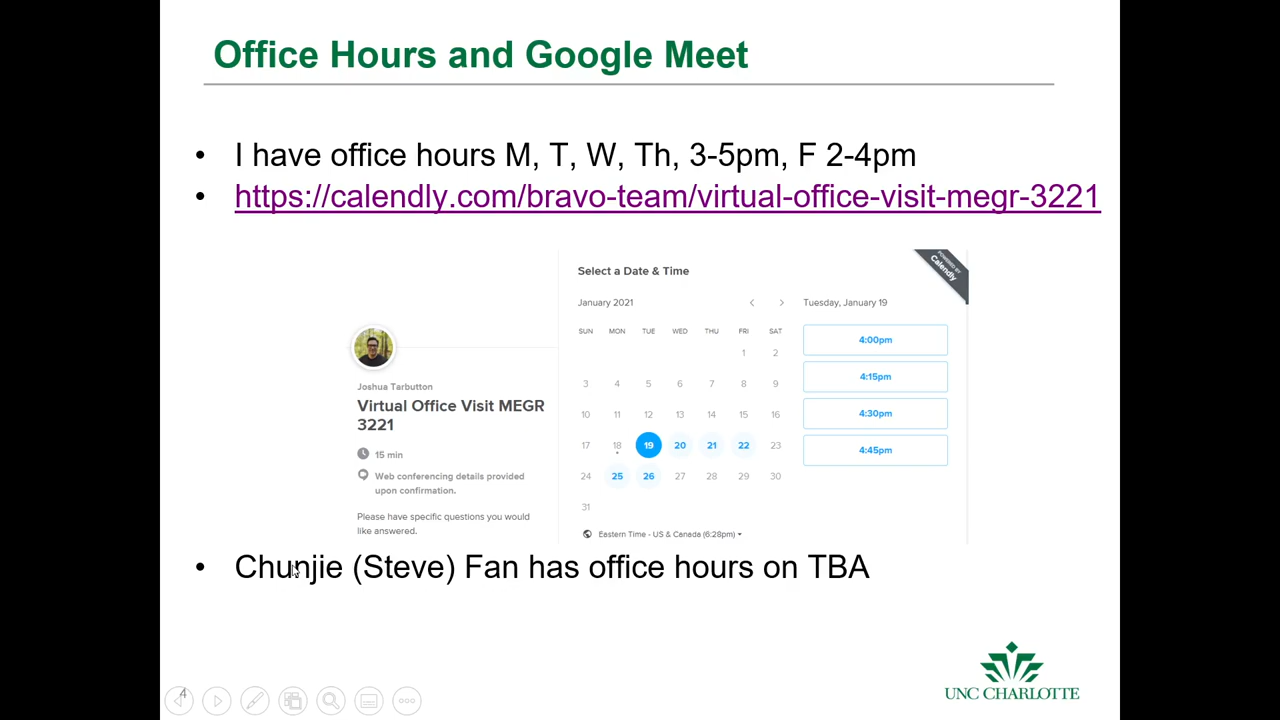 Office Hours and Google Meet
• I have office hours M, T, W, Th, 3-5pm, F 2-4pm
• https://calendly.com/bravo-team/virtual-office-visit-megr-3221
POWERED BY
Calendly
Joshua Tarbutton
Virtual Office Visit MEGR
3221
15 min
Web conferencing details provided
upon confirmation.
Please have specific questions you would
like answered.
Select a Date & Time
January 2021 < >
SUN MON TUE WED THU FRI SAT
1 2
3 4 5 6 7 8 9
10 11 12 13 14 15 16
17 18 19 20 21 22 23
24 25 26 27 28 29 30
31
Eastern Time - US & Canada (6:28pm)
Tuesday, January 19
4:00pm
4:15pm
4:30pm
4:45pm
• Chunjie (Steve) Fan has office hours on TBA
4
UNC CHARLOTTE